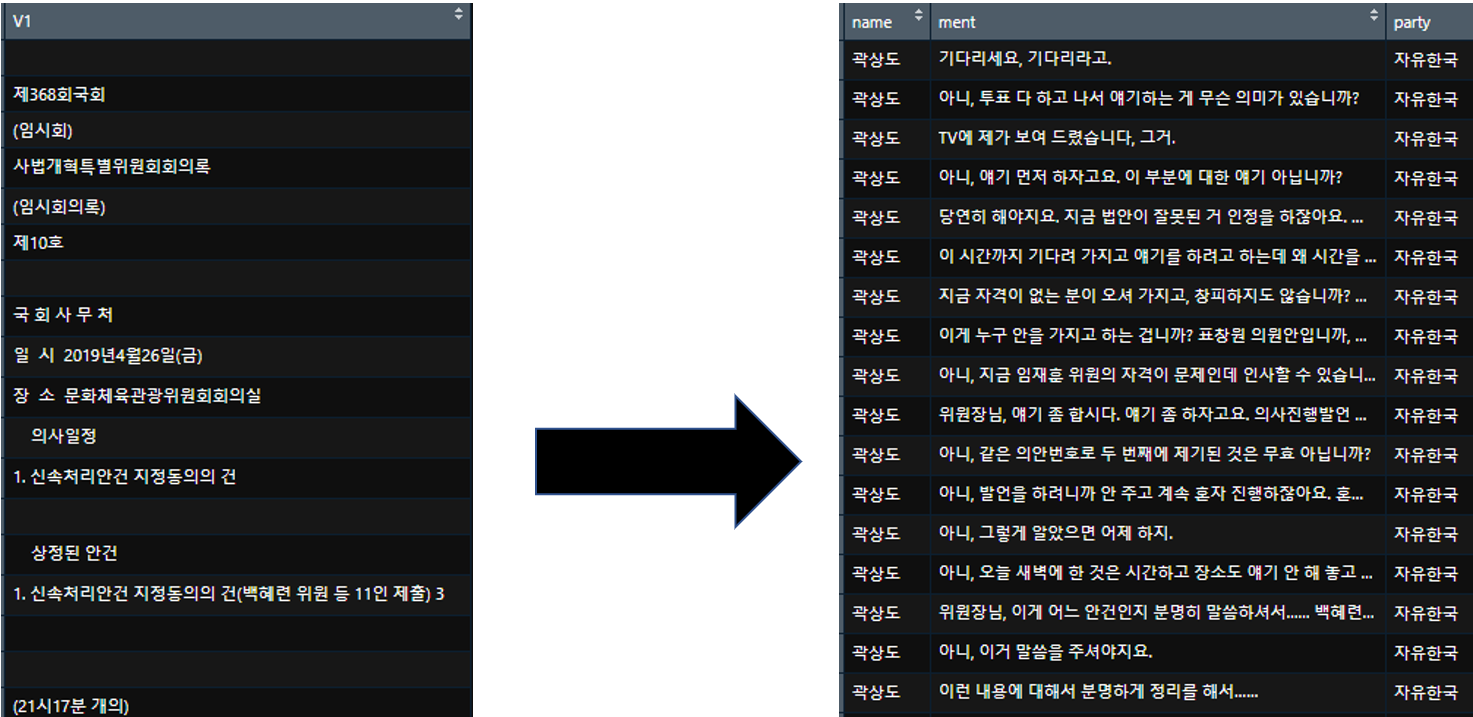 V1
제368회국회
(임시회)
사법개혁특별위원회회의록
(임시회의록)
제10호
국 회 사 무 처
일 시 2019년4월26일(금)
장 소 문화체육관광위원회회의실
의사일정
1. 신속처리안건 지정동의의 건
상정된 안건
1. 신속처리안건 지정동의의 건(백혜련 위원 등 11인 제출) 3
(21시17분 개의)
name ment party
곽상도 기다리세요, 기다리라고. 자유한국
곽상도 아니, 투표 다 하고 나서 얘기하는 게 무슨 의미가 있습니까? 자유한국
곽상도 TV에 제가 보여 드렸습니다, 그거. 자유한국
곽상도 아니, 얘기 먼저 하자고요. 이 부분에 대한 얘기 아닙니까? 자유한국
곽상도 당연히 해야지요. 지금 법안이 잘못된 거 인정을 하잖아요. ... 자유한국
곽상도 이 시간까지 기다려 가지고 얘기를 하려고 하는데 왜 시간을 ... 자유한국
곽상도 지금 자격이 없는 분이 오셔 가지고, 창피하지도 않습니까? ... 자유한국
곽상도 이게 누구 안을 가지고 하는 겁니까? 표창원 의원안입니까, ... 자유한국
곽상도 아니, 지금 임재훈 위원의 자격이 문제인데 인사할 수 있습니... 자유한국
곽상도 위원장님, 얘기 좀 합시다. 얘기 좀 하자고요. 의사진행발언 ... 자유한국
곽상도 아니, 같은 의안번호로 두 번째에 제기된 것은 무효 아닙니까? 자유한국
곽상도 아니, 발언을 하려니까 안 주고 계속 혼자 진행하잖아요. 혼... 자유한국
곽상도 아니, 그렇게 알았으면 어제 하지. 자유한국
곽상도 아니, 오늘 새벽에 한 것은 시간하고 장소도 얘기 안 해 놓고 ... 자유한국
곽상도 위원장님, 이게 어느 안건인지 분명히 말씀하셔서...... 백혜련... 자유한국
곽상도 아니, 이거 말씀을 주셔야지요. 자유한국
곽상도 이런 내용에 대해서 분명하게 정리를 해서...... 자유한국